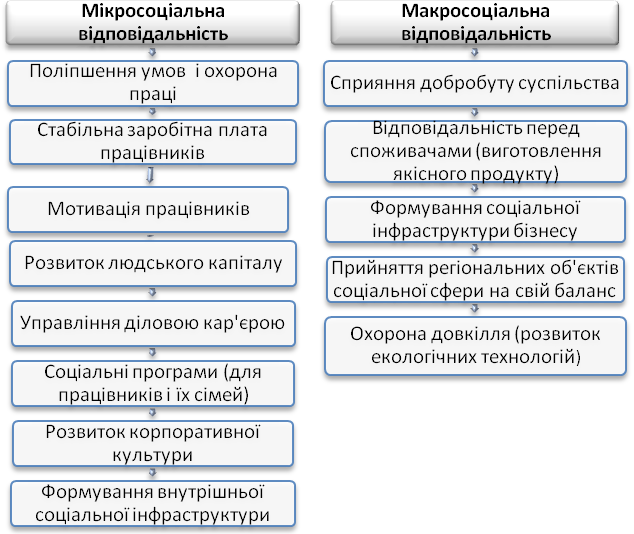 Мікросоціальна
відповідальність
Поліпшення умов і охорона
праці
Стабільна заробітна плата
працівників
Мотивація працівників
Розвиток людського капіталу
Управління діловою кар'єрою
Соціальні програми (для
працівників і їх сімей)
Розвиток корпоративної
культури
Формування внутрішньої
соціальної інфраструктури
Макросоціальна
відповідальність
Сприяння добробуту суспільства
Відповідальність перед
споживачами (виготовлення
якісного продукту)
Формування соціальної
інфраструктури бізнесу
Прийняття регіональних об'єктів
соціальної сфери на свій баланс
Охорона довкілля (розвиток
екологічних технологій)